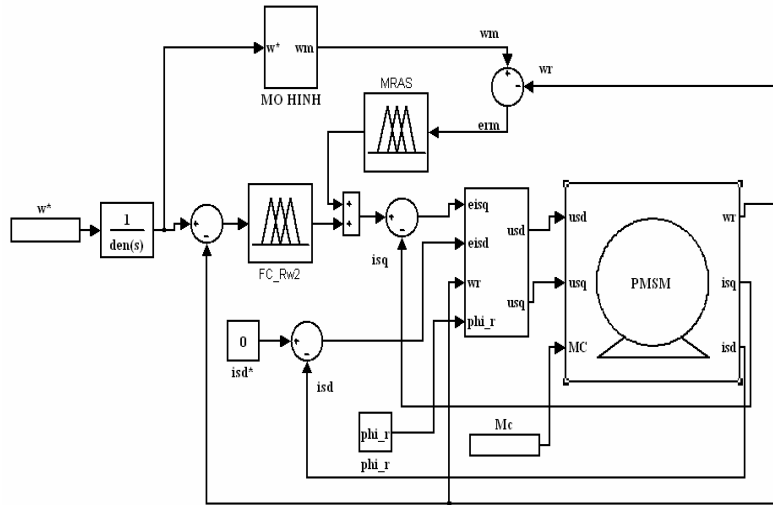 wm
w*
wm
MO HINH
MRAS
wr
+
-
erm
w*
1
den(s)
+
-
FC_Rw2
+
+
+
-
isq
eisq
eisd
wr
phi_r
usd
usq
usd
usq
MC
PMSM
wr
isq
isd
0
isd*
+
-
isd
phi_r
phi_r
Mc